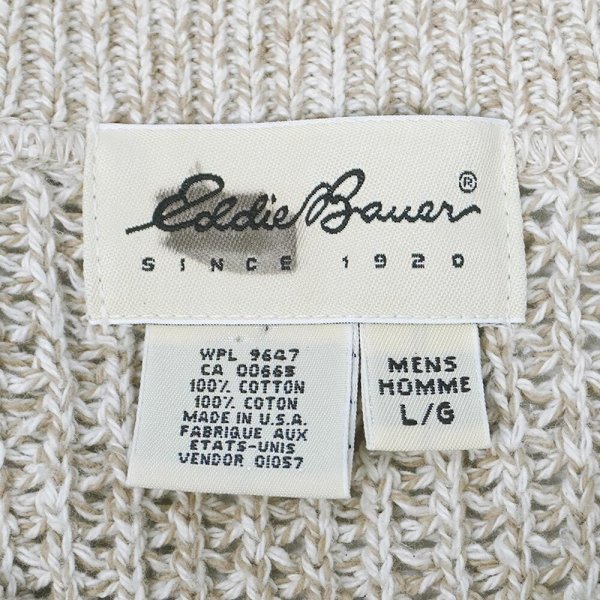 Eddie Bauer®
SINCE 1920
WPL 9647
CA 00665
100% COTTON
100% COTON
MADE IN U.S.A.
FABRIQUE AUX
ETATS-UNIS
VENDOR 01057
MENS
HOMME
L/G